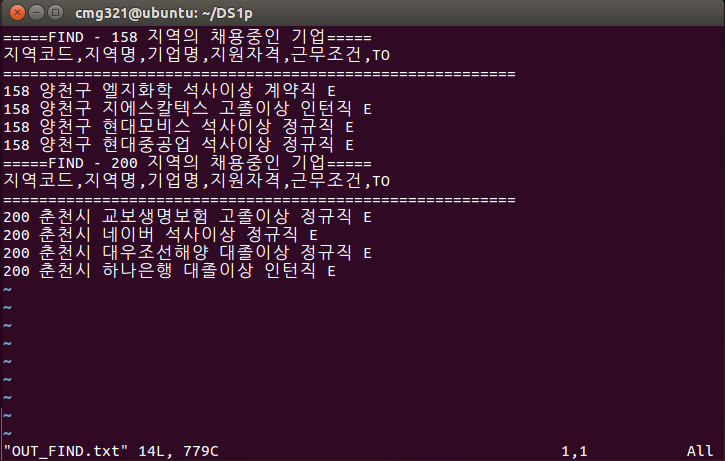 cmg321@ubuntu: ~/DS1p
=====FIND - 158 지역의 채용중인 기업=====
지역코드,지역명,기업명,지원자격,근무조건,TO
=========================================================
158 양천구 엘지화학 석사이상 계약직 E
158 양천구 지에스칼텍스 고졸이상 인턴직 E
158 양천구 현대모비스 석사이상 정규직 E
158 양천구 현대중공업 석사이상 정규직 E
=====FIND - 200 지역의 채용중인 기업=====
지역코드,지역명,기업명,지원자격,근무조건,TO
=========================================================
200 춘천시 교보생명보험 고졸이상 정규직 E
200 춘천시 네이버 석사이상 정규직 E
200 춘천시 대우조선해양 대졸이상 정규직 E
200 춘천시 하나은행 대졸이상 인턴직 E
~
~
~
~
~
~
~
~
~
"OUT_FIND.txt" 14L, 779C 1,1 All